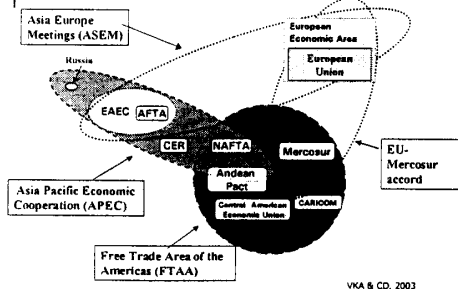 Asia Europe
Meetings (ASEM)
European
Economic Area
European
Union
Russia
EAEC
AFTA
CER
NAFTA
Mercosur
EU-
Mercosur
accord
Andean
Pact
Asia Pacific Economic
Cooperation (APEC)
Central American
Economic Union
CARICOM
Free Trade Area of the
Americas (FTAA)
VKA & CD, 2003